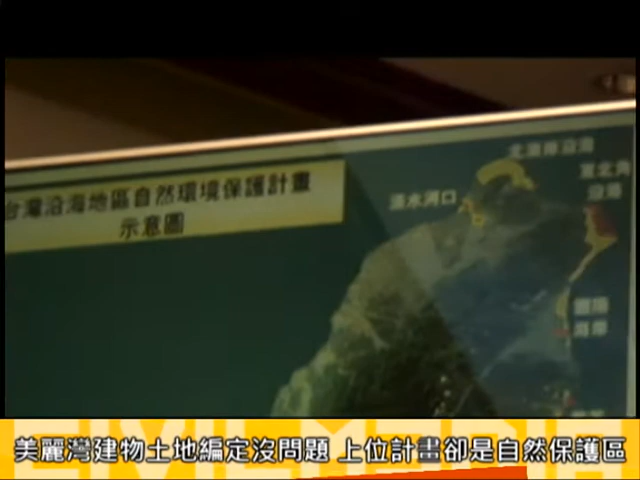 台灣沿海地區自然環境保護計畫
示意圖
北海岸沿海
東北角
沿海
淡水河口
蘭陽
海岸
美麗灣建物土地編定沒問題 上位計畫卻是自然保護區